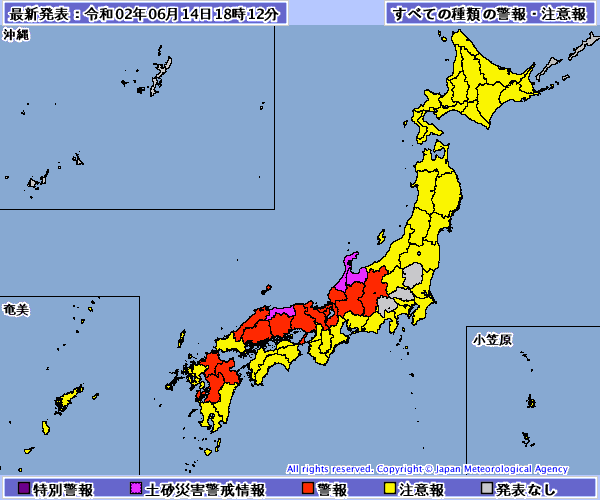 最新発表：令和02年06月14日18時12分
すべての種類の警報・注意報
沖縄
奄美
小笠原
All rights reserved. Copyright © Japan Meteorological Agency
特別警報
土砂災害警戒情報
警報
注意報
発表なし